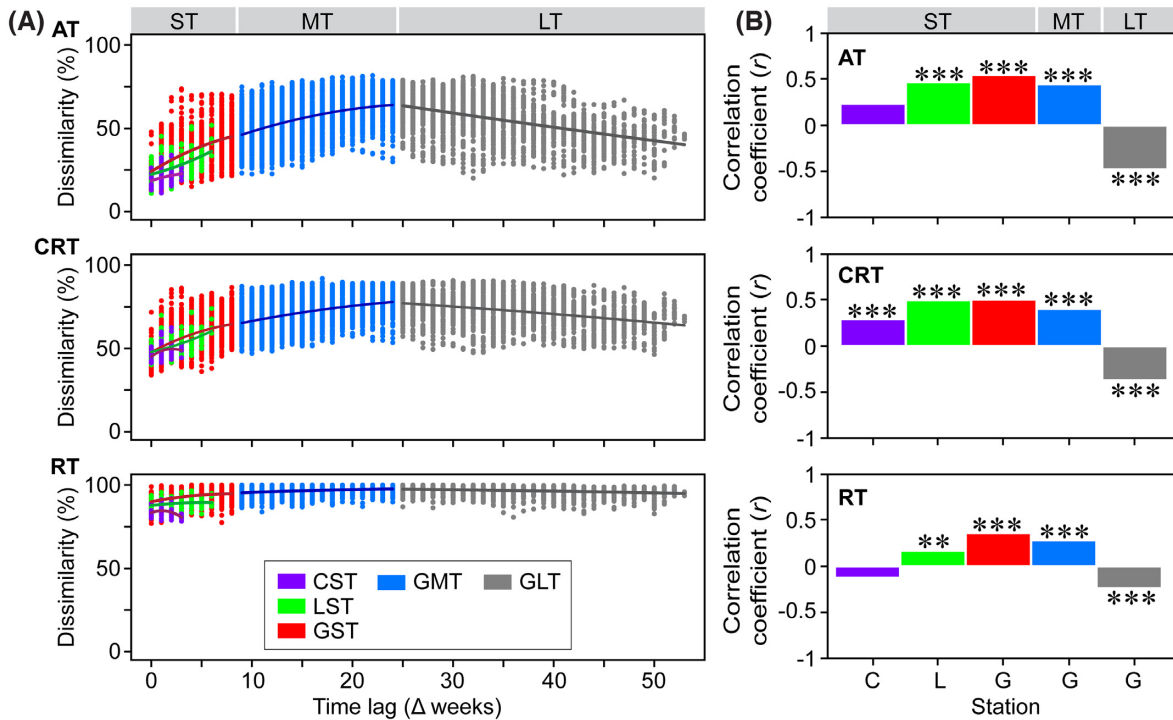 (A)
ST MT LT
AT
Dissimilarity (%)
100
50
0
CRT
Dissimilarity (%)
100
50
0
RT
Dissimilarity (%)
100
50
0
CST GMT GLT
LST
GST
0 10 20 30 40 50
Time lag (Δ weeks)
(B)
ST MT LT
AT
Correlation
coefficient (r)
1
0.5
0
-0.5
-1
*** *** ***
***
CRT
Correlation
coefficient (r)
1
0.5
0
-0.5
-1
*** *** *** ***
***
RT
Correlation
coefficient (r)
1
0.5
0
-0.5
-1
** *** ***
***
C L G G G
Station